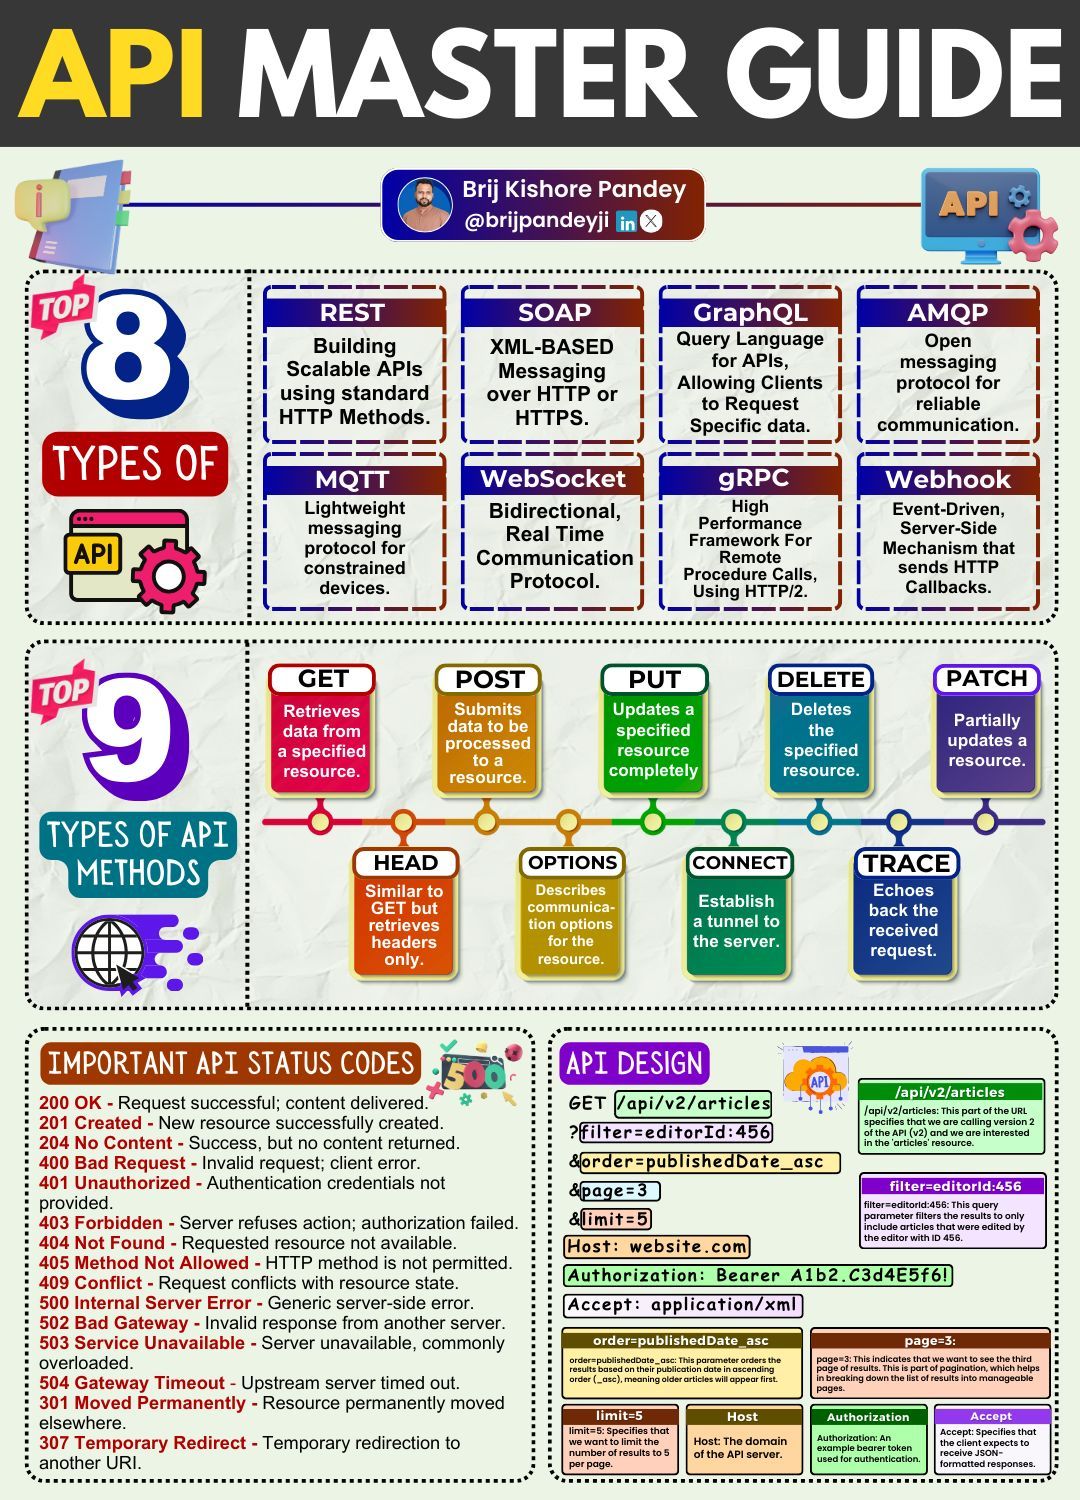 API MASTER GUIDE
Brij Kishore Pandey
@brijpandeyji in X
API
TOP
8
TYPES OF
API
REST
Building
Scalable APIs
using standard
HTTP Methods.
SOAP
XML-BASED
Messaging
over HTTP or
HTTPS.
GraphQL
Query Language
for APIs,
Allowing Clients
to Request
Specific data.
AMQP
Open
messaging
protocol for
reliable
communication.
MQTT
Lightweight
messaging
protocol for
constrained
devices.
WebSocket
Bidirectional,
Real Time
Communication
Protocol.
gRPC
High
Performance
Framework For
Remote
Procedure Calls,
Using HTTP/2.
Webhook
Event-Driven,
Server-Side
Mechanism that
sends HTTP
Callbacks.
TOP
9
TYPES OF API
METHODS
GET
Retrieves
data from
a specified
resource.
POST
Submits
data to be
processed
to a
resource.
PUT
Updates a
specified
resource
completely
DELETE
Deletes
the
specified
resource.
PATCH
Partially
updates a
resource.
HEAD
Similar to
GET but
retrieves
headers
only.
OPTIONS
Describes
communica-
tion options
for the
resource.
CONNECT
Establish
a tunnel to
the server.
TRACE
Echoes
back the
received
request.
IMPORTANT API STATUS CODES
500
200 OK - Request successful; content delivered.
201 Created - New resource successfully created.
204 No Content - Success, but no content returned.
400 Bad Request - Invalid request; client error.
401 Unauthorized - Authentication credentials not
provided.
403 Forbidden - Server refuses action; authorization failed.
404 Not Found - Requested resource not available.
405 Method Not Allowed - HTTP method is not permitted.
409 Conflict - Request conflicts with resource state.
500 Internal Server Error - Generic server-side error.
502 Bad Gateway - Invalid response from another server.
503 Service Unavailable - Server unavailable, commonly
overloaded.
504 Gateway Timeout - Upstream server timed out.
301 Moved Permanently - Resource permanently moved
elsewhere.
307 Temporary Redirect - Temporary redirection to
another URI.
API DESIGN
API
GET /api/v2/articles
?filter=editorId:456
&order=publishedDate_asc
&page=3
&limit=5
Host: website.com
Authorization: Bearer A1b2.C3d4E5f6!
Accept: application/xml
/api/v2/articles
/api/v2/articles: This part of the URL
specifies that we are calling version 2
of the API (v2) and we are interested
in the 'articles' resource.
filter=editorId:456
filter=editorId:456: This query
parameter filters the results to only
include articles that were edited by
the editor with ID 456.
order=publishedDate_asc
order=publishedDate_asc: This parameter orders the
results based on their publication date in ascending
order (_asc), meaning older articles will appear first.
page=3:
page=3: This indicates that we want to see the third
page of results. This is part of pagination, which helps
in breaking down the list of results into manageable
pages.
limit=5
limit=5: Specifies that
we want to limit the
number of results to 5
per page.
Host
Host: The domain
of the API server.
Authorization
Authorization: An
example bearer token
used for authentication.
Accept
Accept: Specifies that
the client expects to
receive JSON-
formatted responses.